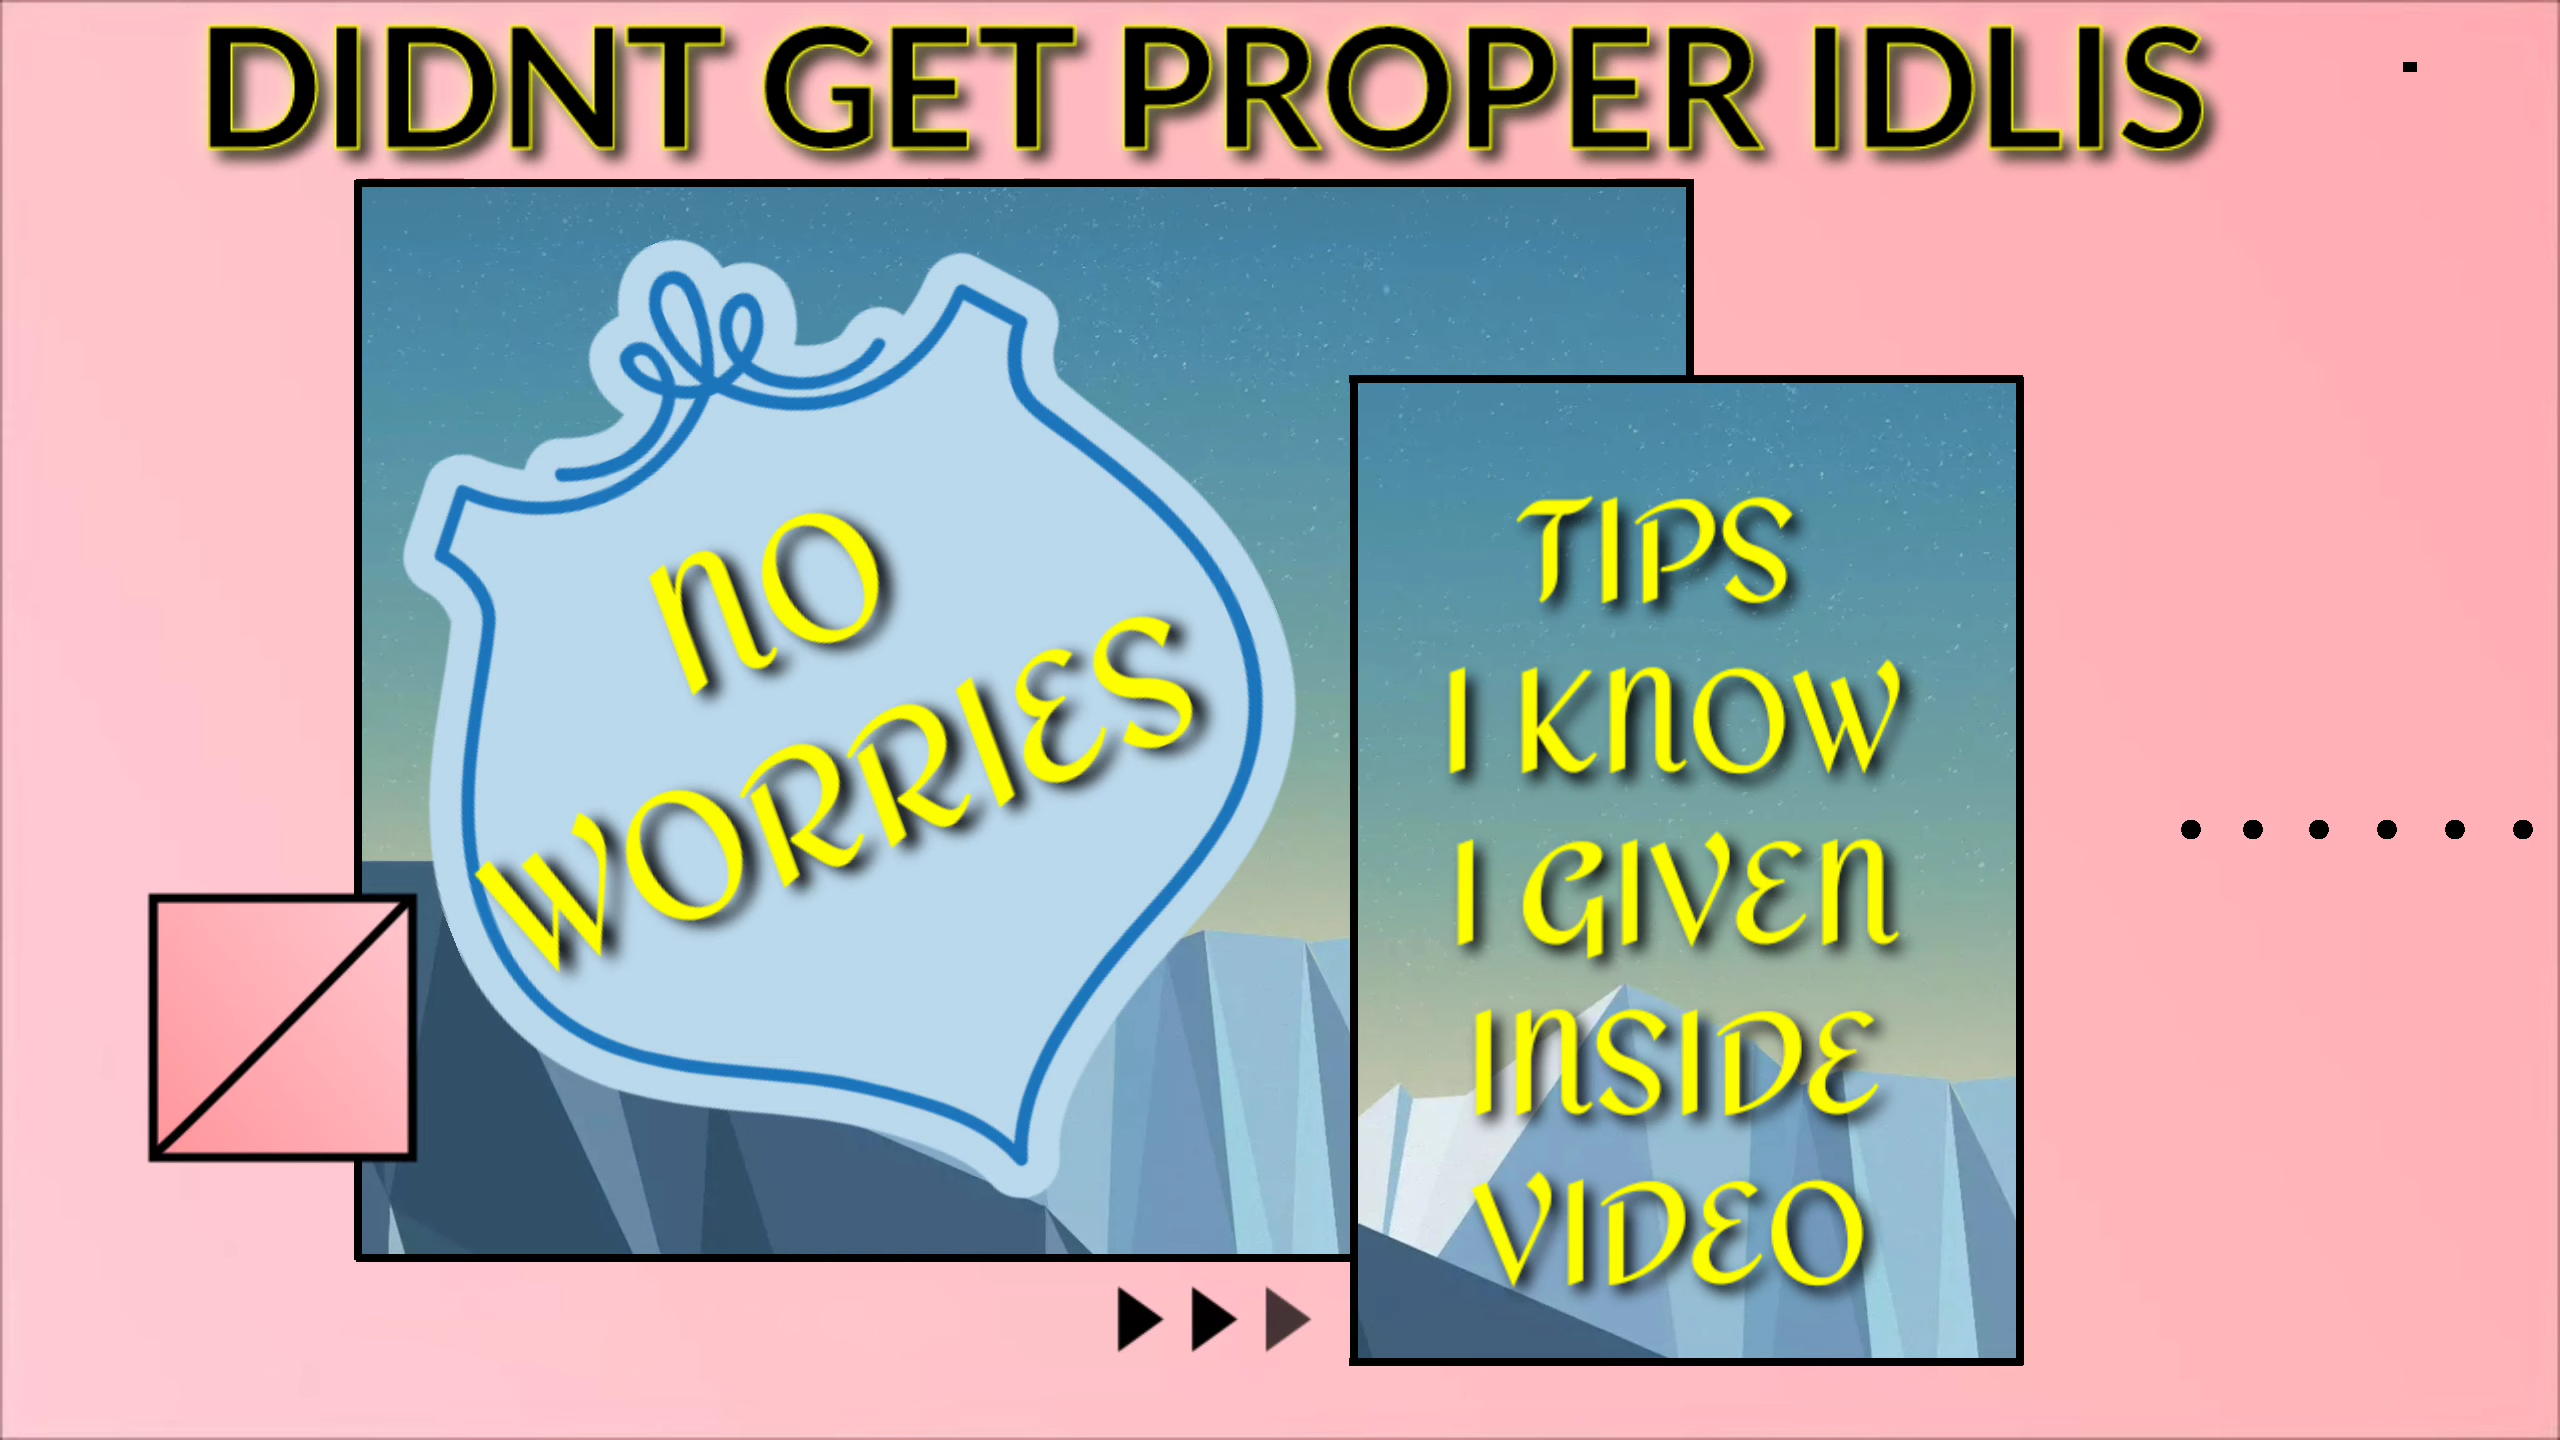 DIDNT GET PROPER IDLIS
NO
WORRIES
TIPS
I KNOW
I GIVEN
INSIDE
VIDEO